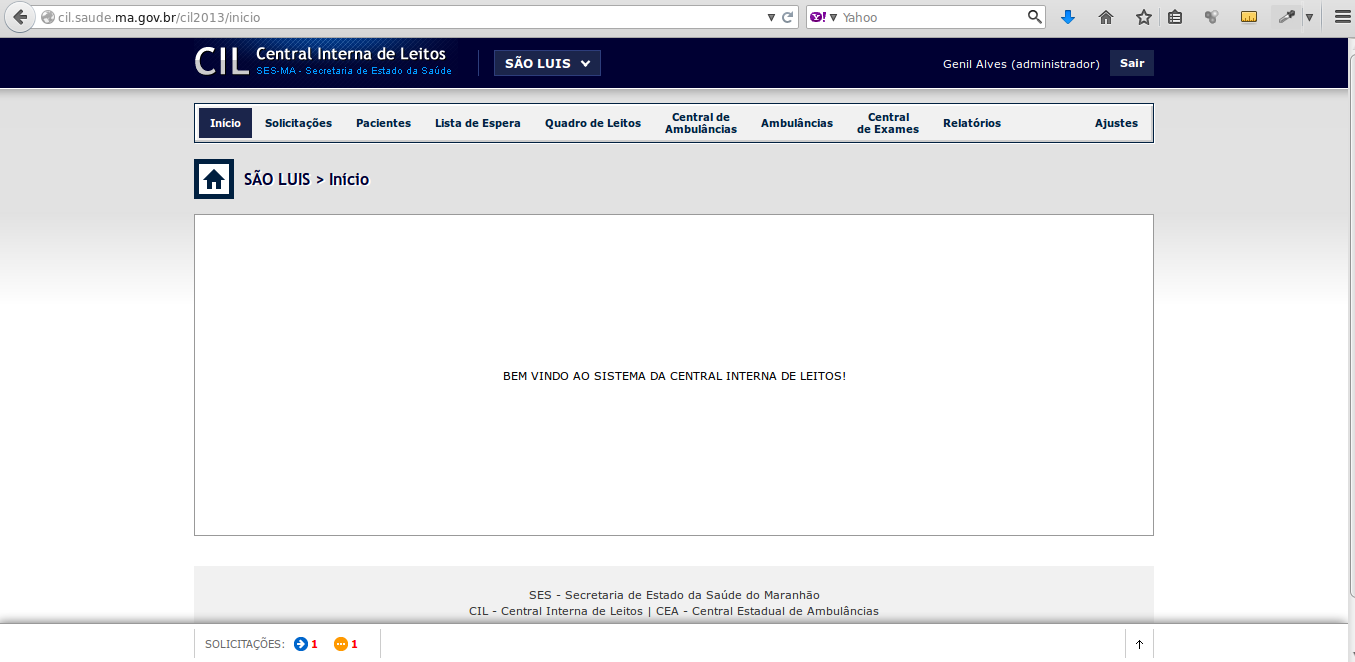 cil.saude.ma.gov.br/cil2013/inicio
Y! Yahoo
CIL Central Interna de Leitos
SES-MA - Secretaria de Estado da Saúde
SÃO LUIS
Genil Alves (administrador)
Sair
Início
Solicitações
Pacientes
Lista de Espera
Quadro de Leitos
Central de
Ambulâncias
Ambulâncias
Central
de Exames
Relatórios
Ajustes
SÃO LUIS > Início
BEM VINDO AO SISTEMA DA CENTRAL INTERNA DE LEITOS!
SES - Secretaria de Estado da Saúde do Maranhão
CIL - Central Interna de Leitos | CEA - Central Estadual de Ambulâncias
SOLICITAÇÕES: 1 1